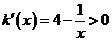 k′(x) = 4 − 1/x > 0